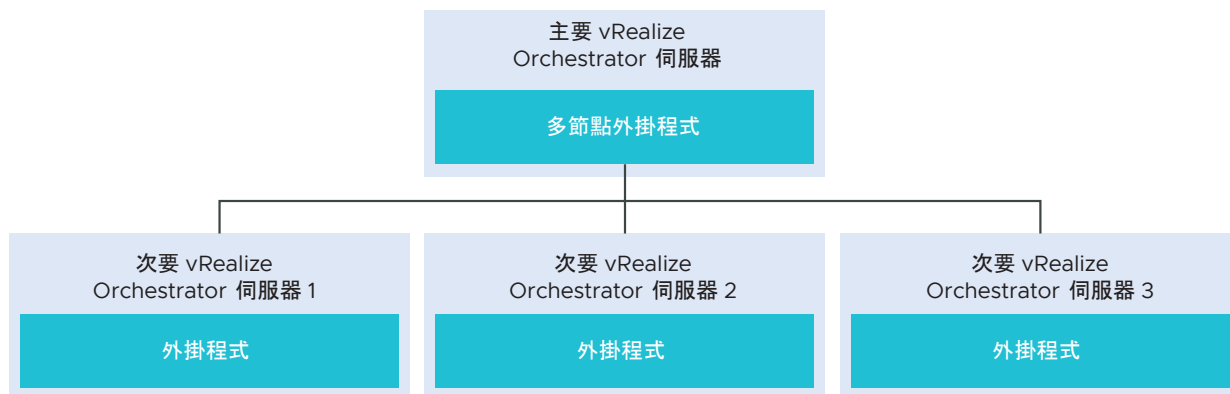 主要 vRealize
Orchestrator 伺服器
多節點外掛程式
次要 vRealize
Orchestrator 伺服器 1
外掛程式
次要 vRealize
Orchestrator 伺服器 2
外掛程式
次要 vRealize
Orchestrator 伺服器 3
外掛程式